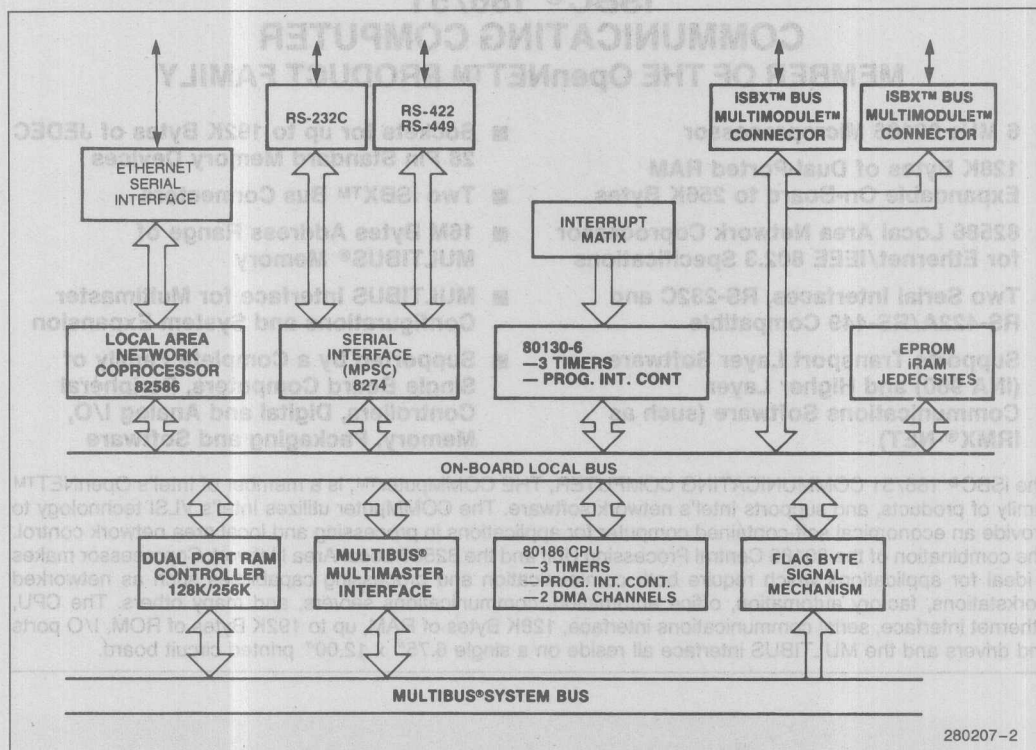 RS-232C
RS-422
RS-449
iSBX™ BUS
MULTIMODULE™
CONNECTOR
iSBX™ BUS
MULTIMODULE™
CONNECTOR
ETHERNET
SERIAL
INTERFACE
INTERRUPT
MATIX
LOCAL AREA
NETWORK
COPROCESSOR
82586
SERIAL
INTERFACE
(MPSC)
8274
80130-6
—3 TIMERS
—PROG. INT. CONT
EPROM
iRAM
JEDEC SITES
ON-BOARD LOCAL BUS
DUAL PORT RAM
CONTROLLER
128K/256K
MULTIBUS®
MULTIMASTER
INTERFACE
80186 CPU
—3 TIMERS
—PROG. INT. CONT.
—2 DMA CHANNELS
FLAG BYTE
SIGNAL
MECHANISM
MULTIBUS®SYSTEM BUS
280207–2